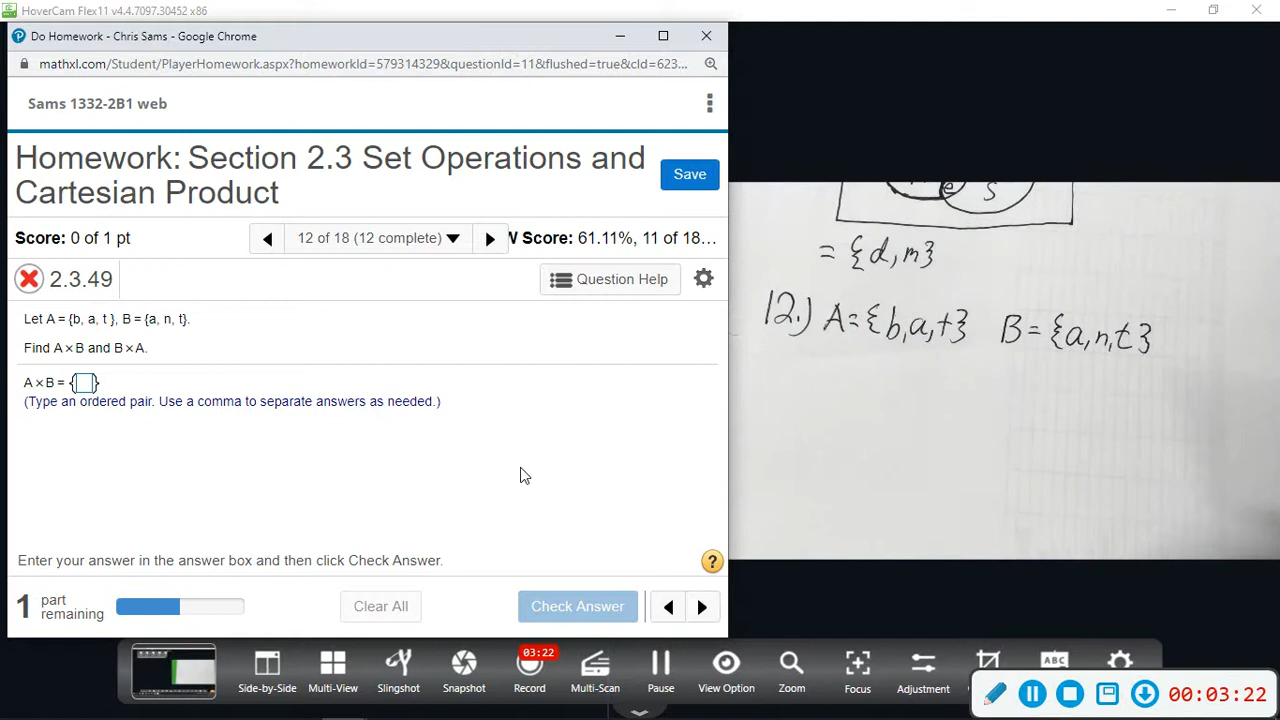 HoverCam Flex11 v4.4.7097.30452 x86
Do Homework - Chris Sams - Google Chrome
mathxl.com/Student/PlayerHomework.aspx?homeworkId=579314329&questionId=11&flushed=true&cld=623...
Sams 1332-2B1 web
Homework: Section 2.3 Set Operations and
Cartesian Product
Save
Score: 0 of 1 pt
12 of 18 (12 complete)
W Score: 61.11%, 11 of 18...
2.3.49
Question Help
Let A = {b, a, t }, B = {a, n, t}.
Find A×B and B×A.
A×B = { }
(Type an ordered pair. Use a comma to separate answers as needed.)
Enter your answer in the answer box and then click Check Answer.
?
1 part
remaining
Clear All
Check Answer
e S
= {d, m}
12.) A={b,a,t} B={a,n,t}
03:22
ABC
Side-by-Side
Multi-View
Slingshot
Snapshot
Record
Multi-Scan
Pause
View Option
Zoom
Focus
Adjustment
00:03:22